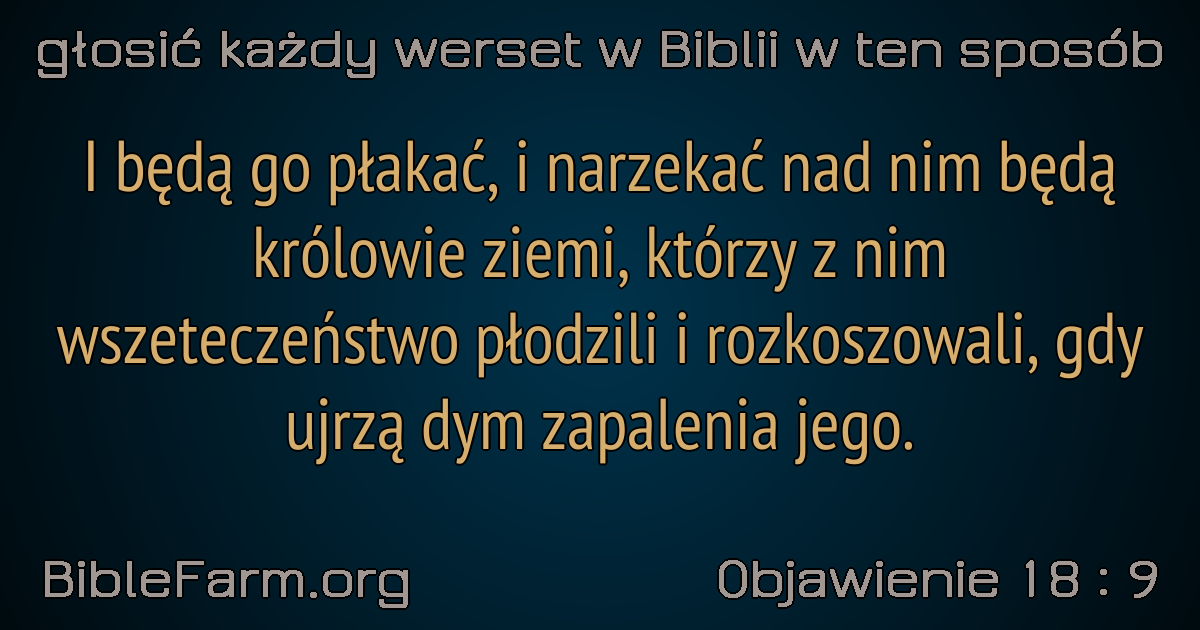 głosić każdy werset w Biblii w ten sposób
I będą go płakać, i narzekać nad nim będą
królowie ziemi, którzy z nim
wszeteczeństwo płodzili i rozkoszowali, gdy
ujrzą dym zapalenia jego.
BibleFarm.org
Objawienie 18 : 9